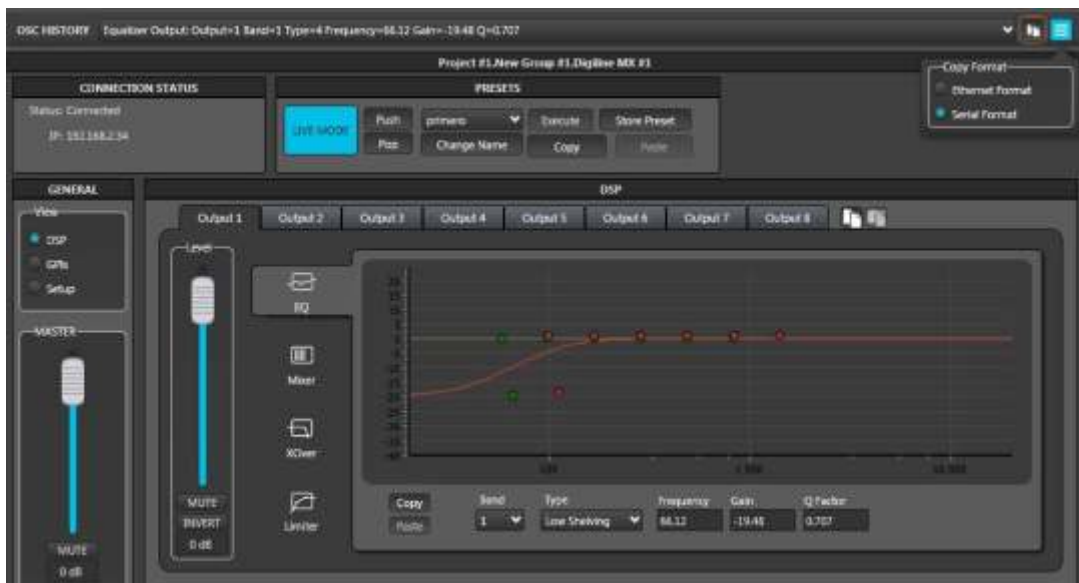 OSC HISTORY Equalizer Output: Output=1 Band=1 Type=4 Frequency=66.12 Gain=-19.48 Q=0.707
Project #1.New Group #1.Digiline MX #1
Copy Format
Ethernet Format
Serial Format
CONNECTION STATUS
Status: Connected
PRESETS
LIVE MODE
Push
primero
Execute
Store Preset
Change Name
Copy
Paste
GENERAL
View
DSP
GPIs
Setup
MASTER
MUTE
0 dB
DSP
Output 1 Output 2 Output 3 Output 4 Output 5 Output 6 Output 7 Output 8
Level
MUTE
INVERT
0 dB
EQ
Mixer
XOver
Limiter
100 1.000 10.000
Copy
Paste
Band Type Frequency Gain Q Factor
1 Low Shelving 66.12 -19.48 0.707